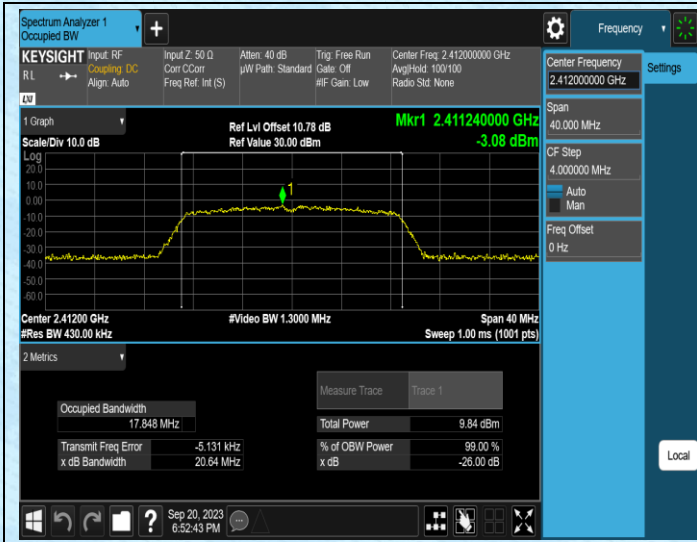 Spectrum Analyzer 1
Occupied BW
+
Frequency
KEYSIGHT
RL
LXI
Input: RF
Coupling: DC
Align: Auto
Input Z: 50 Ω
Corr CCorr
Freq Ref: Int (S)
Atten: 40 dB
µW Path: Standard
Trig: Free Run
Gate: Off
#IF Gain: Low
Center Freq: 2.412000000 GHz
Avg|Hold: 100/100
Radio Std: None
Center Frequency
2.412000000 GHz
Settings
Span
40.000 MHz
CF Step
4.000000 MHz
Auto
Man
Freq Offset
0 Hz
1 Graph
Scale/Div 10.0 dB
Ref Lvl Offset 10.78 dB
Ref Value 30.00 dBm
Mkr1 2.411240000 GHz
-3.08 dBm
Log
20.0
10.0
0.00
-10.0
-20.0
-30.0
-40.0
-50.0
-60.0
1
Center 2.41200 GHz
#Res BW 430.00 kHz
#Video BW 1.3000 MHz
Span 40 MHz
Sweep 1.00 ms (1001 pts)
2 Metrics
Measure Trace Trace 1
Occupied Bandwidth
17.848 MHz
Total Power 9.84 dBm
Transmit Freq Error -5.131 kHz
% of OBW Power 99.00 %
x dB Bandwidth 20.64 MHz
x dB -26.00 dB
Local
?
Sep 20, 2023
6:52:43 PM